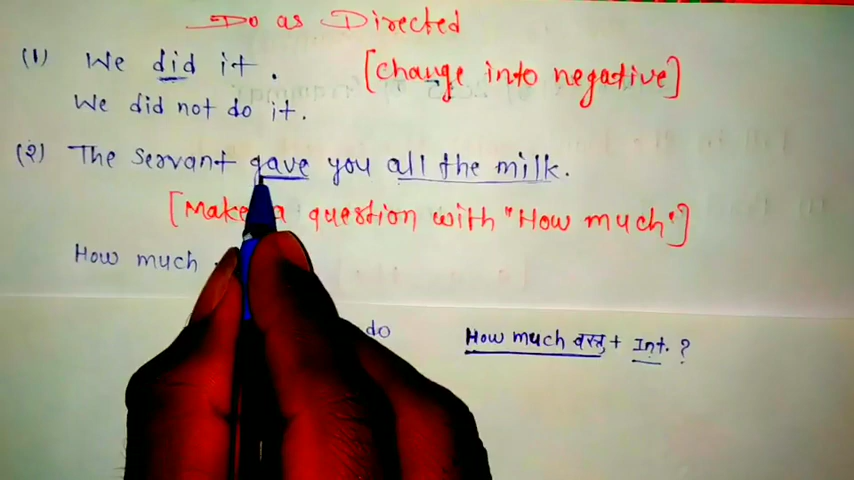 Do as Directed
(1) We did it. [change into negative]
We did not do it.
(2) The servant gave you all the milk.
[Make a question with "How much"?]
How much
do How much वस्तु + Int. ?